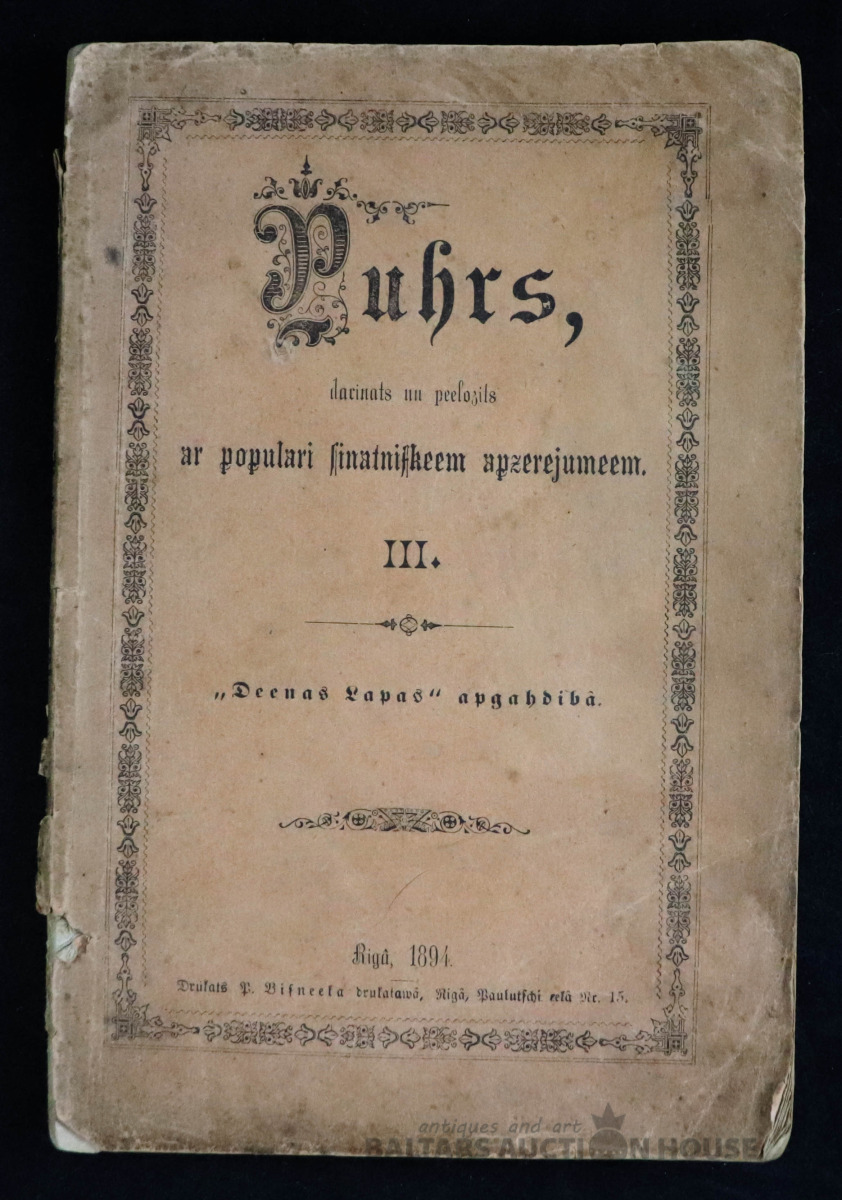 Puhrs,
darinats un peelozils
ar populari ſinatniſkeem apzerejumeem.
III.
„Deenas Lapas“ apgahdibâ.
Rigâ, 1894.
Drukats P. Biſneeka drukatawâ, Rigâ, Paulutſchi eelâ Nr. 15.
antiques and art
BALTARS AUCTION HOUSE